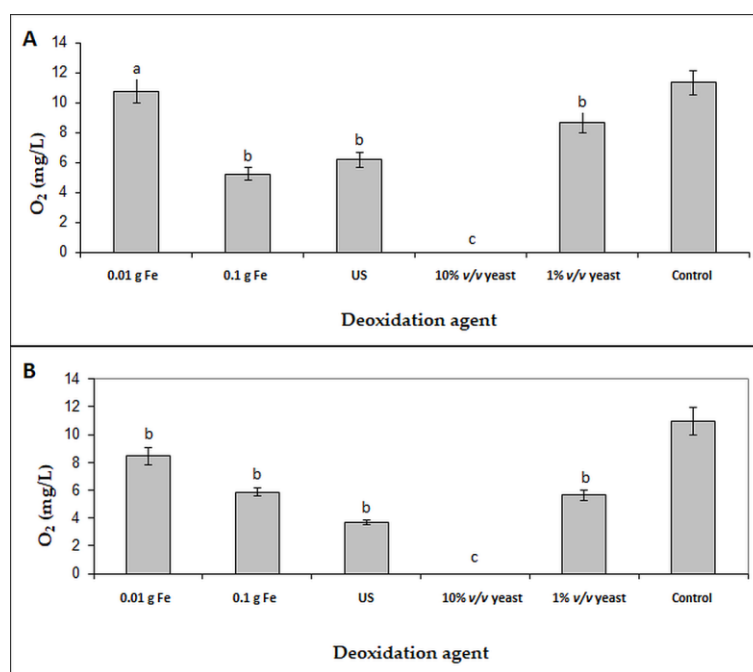 A
O₂ (mg/L)
14
12
10
8
6
4
2
0
a
b
b
c
b
0.01 g Fe
0.1 g Fe
US
10% v/v yeast
1% v/v yeast
Control
Deoxidation agent
B
O₂ (mg/L)
14
12
10
8
6
4
2
0
b
b
b
c
b
0.01 g Fe
0.1 g Fe
US
10% v/v yeast
1% v/v yeast
Control
Deoxidation agent